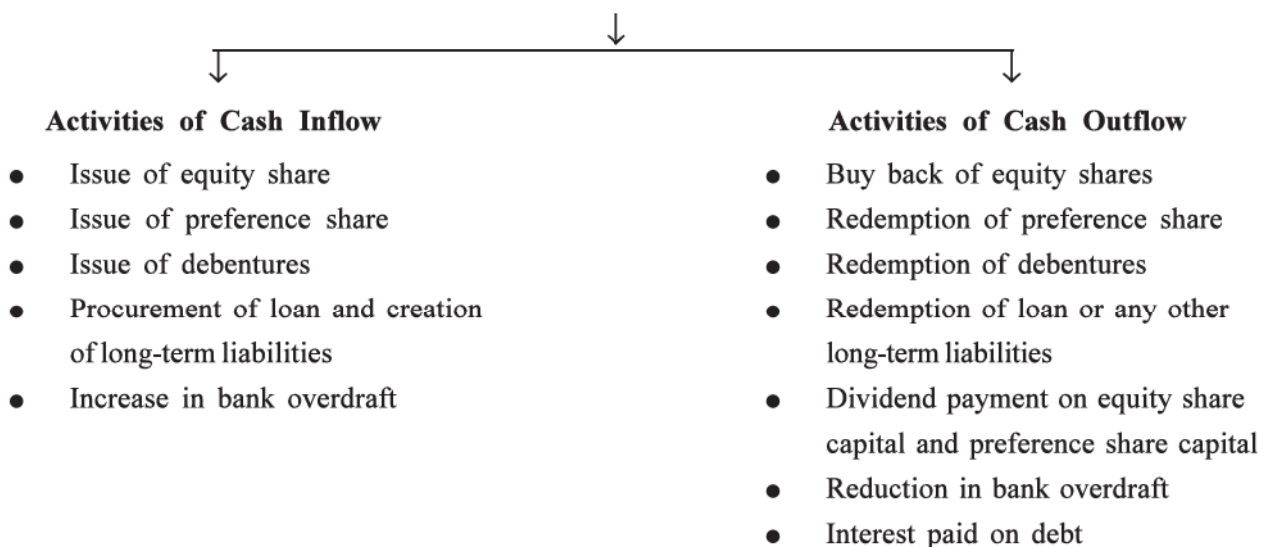 Activities of Cash Inflow
● Issue of equity share
● Issue of preference share
● Issue of debentures
● Procurement of loan and creation
of long-term liabilities
● Increase in bank overdraft
Activities of Cash Outflow
● Buy back of equity shares
● Redemption of preference share
● Redemption of debentures
● Redemption of loan or any other
long-term liabilities
● Dividend payment on equity share
capital and preference share capital
● Reduction in bank overdraft
● Interest paid on debt